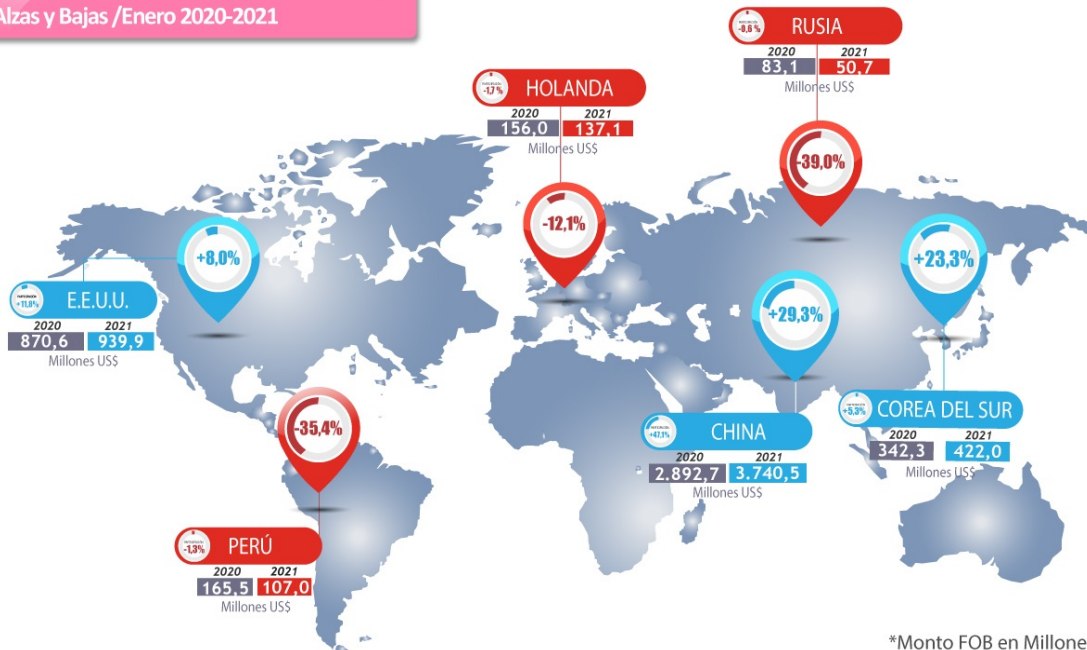 Alzas y Bajas /Enero 2020-2021
RUSIA
2020 2021
83,1 50,7
Millones US$
-39,0%
HOLANDA
-1,7 %
2020 2021
156,0 137,1
Millones US$
-12,1%
+8,0%
E.E.U.U.
+11,8%
2020 2021
870,6 939,9
Millones US$
+23,3%
COREA DEL SUR
+5,3%
2020 2021
342,3 422,0
Millones US$
+29,3%
CHINA
+47,1%
2020 2021
2.892,7 3.740,5
Millones US$
-35,4%
PERÚ
-1,3%
2020 2021
165,5 107,0
Millones US$
*Monto FOB en Millone